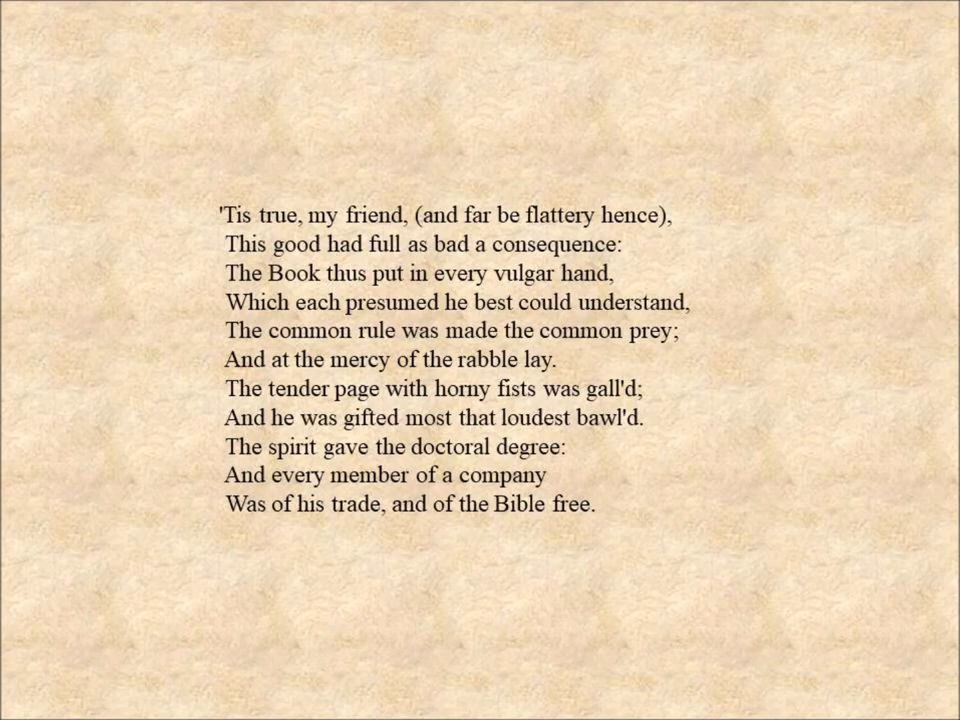 'Tis true, my friend, (and far be flattery hence),
This good had full as bad a consequence:
The Book thus put in every vulgar hand,
Which each presumed he best could understand,
The common rule was made the common prey;
And at the mercy of the rabble lay.
The tender page with horny fists was gall'd;
And he was gifted most that loudest bawl'd.
The spirit gave the doctoral degree:
And every member of a company
Was of his trade, and of the Bible free.